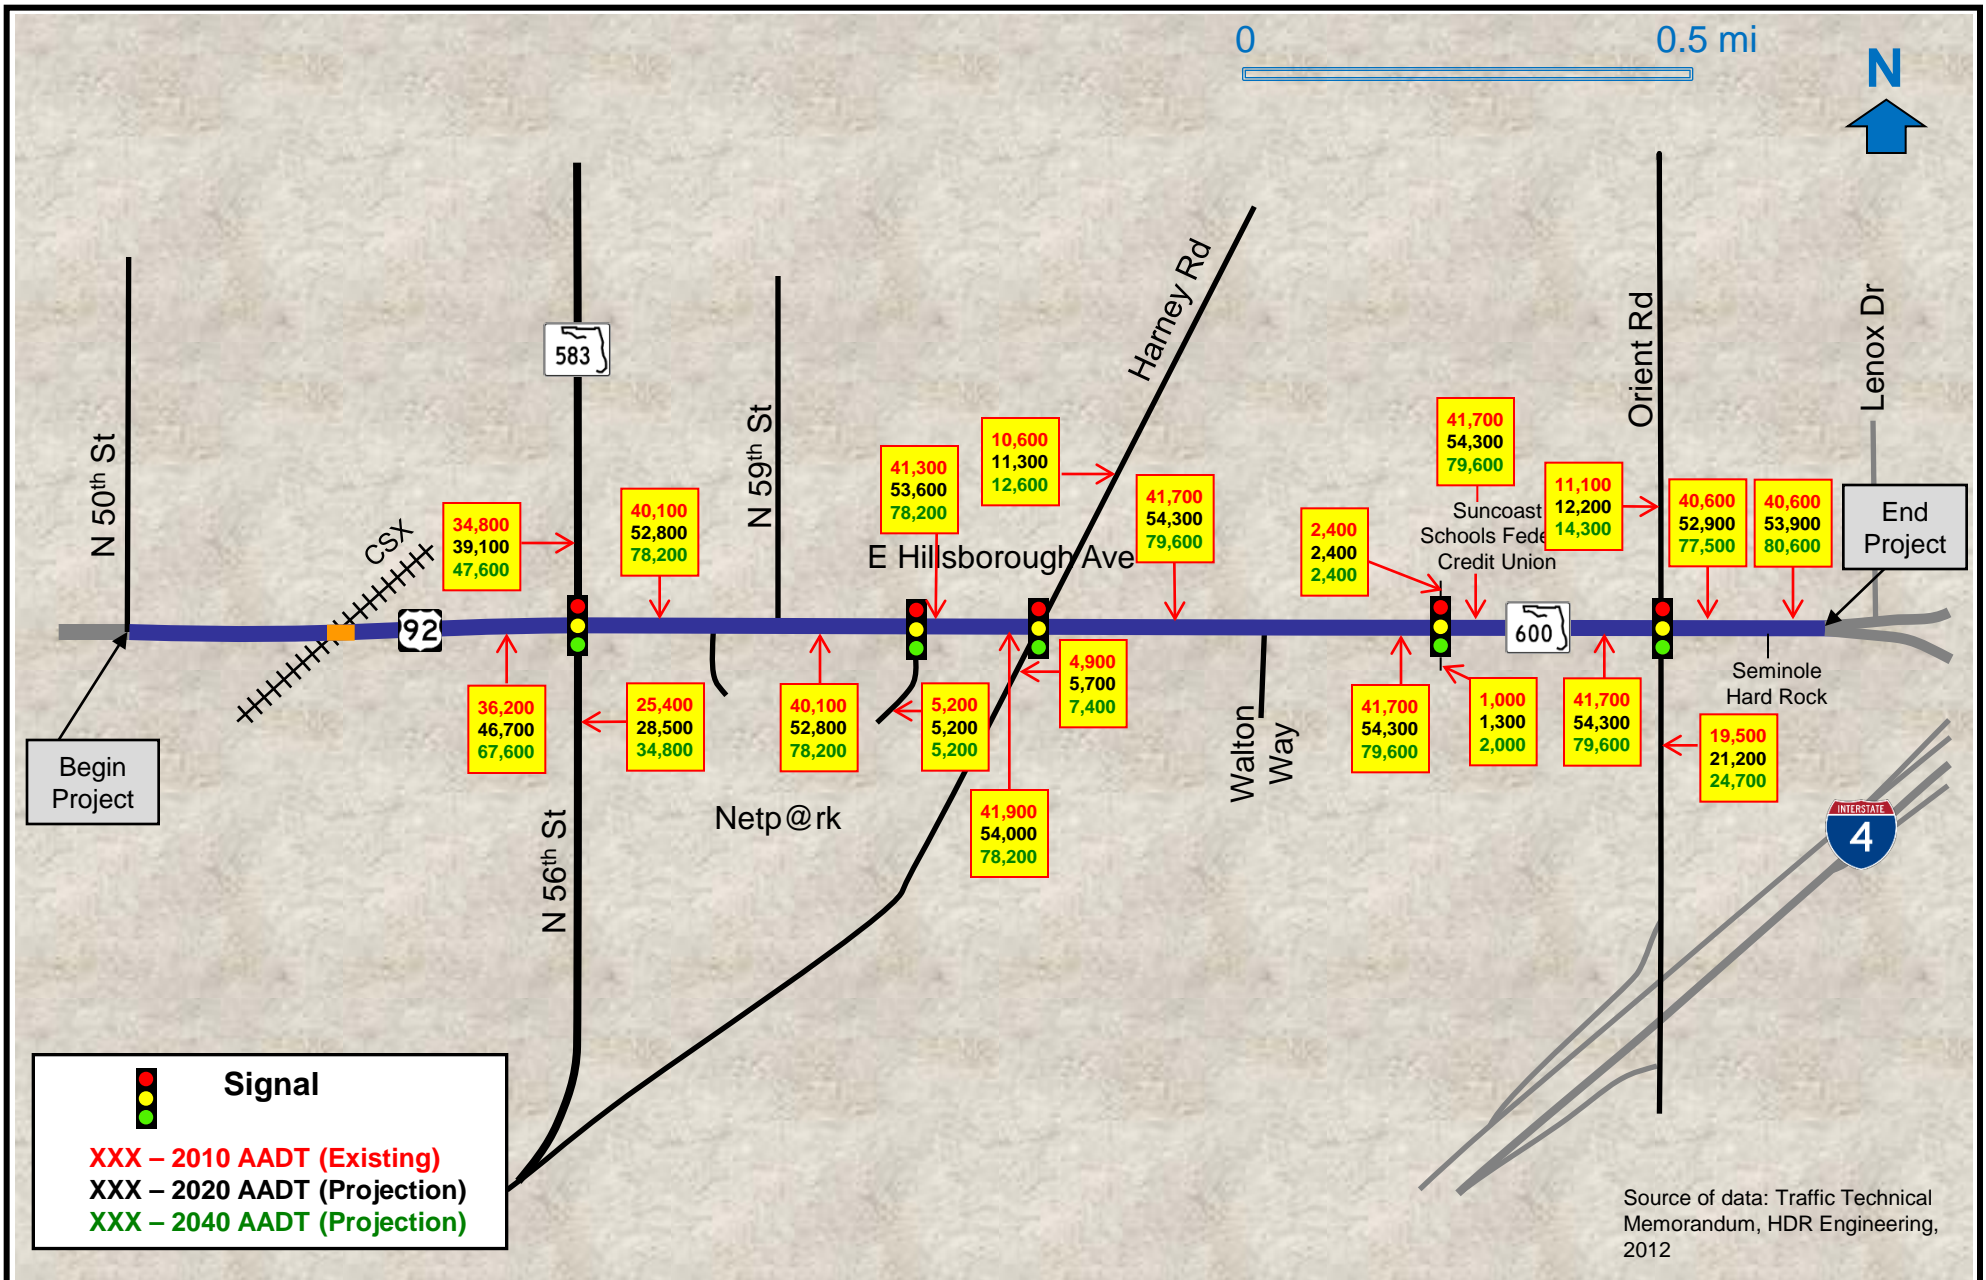 0 0.5 mi
N
N 50th St
CSX
92
583
34,800
39,100
47,600
40,100
52,800
78,200
N 59th St
41,300
53,600
78,200
10,600
11,300
12,600
Harney Rd
41,700
54,300
79,600
E Hillsborough Ave
2,400
2,400
2,400
41,700
54,300
79,600
Suncoast
Schools Fede
Credit Union
11,100
12,200
14,300
Orient Rd
40,600
52,900
77,500
40,600
53,900
80,600
Lenox Dr
End
Project
600
Seminole
Hard Rock
Begin
Project
36,200
46,700
67,600
25,400
28,500
34,800
N 56th St
40,100
52,800
78,200
Netp@rk
5,200
5,200
5,200
4,900
5,700
7,400
41,900
54,000
78,200
Walton
Way
41,700
54,300
79,600
1,000
1,300
2,000
41,700
54,300
79,600
19,500
21,200
24,700
INTERSTATE
4
Signal
XXX – 2010 AADT (Existing)
XXX – 2020 AADT (Projection)
XXX – 2040 AADT (Projection)
Source of data: Traffic Technical
Memorandum, HDR Engineering,
2012